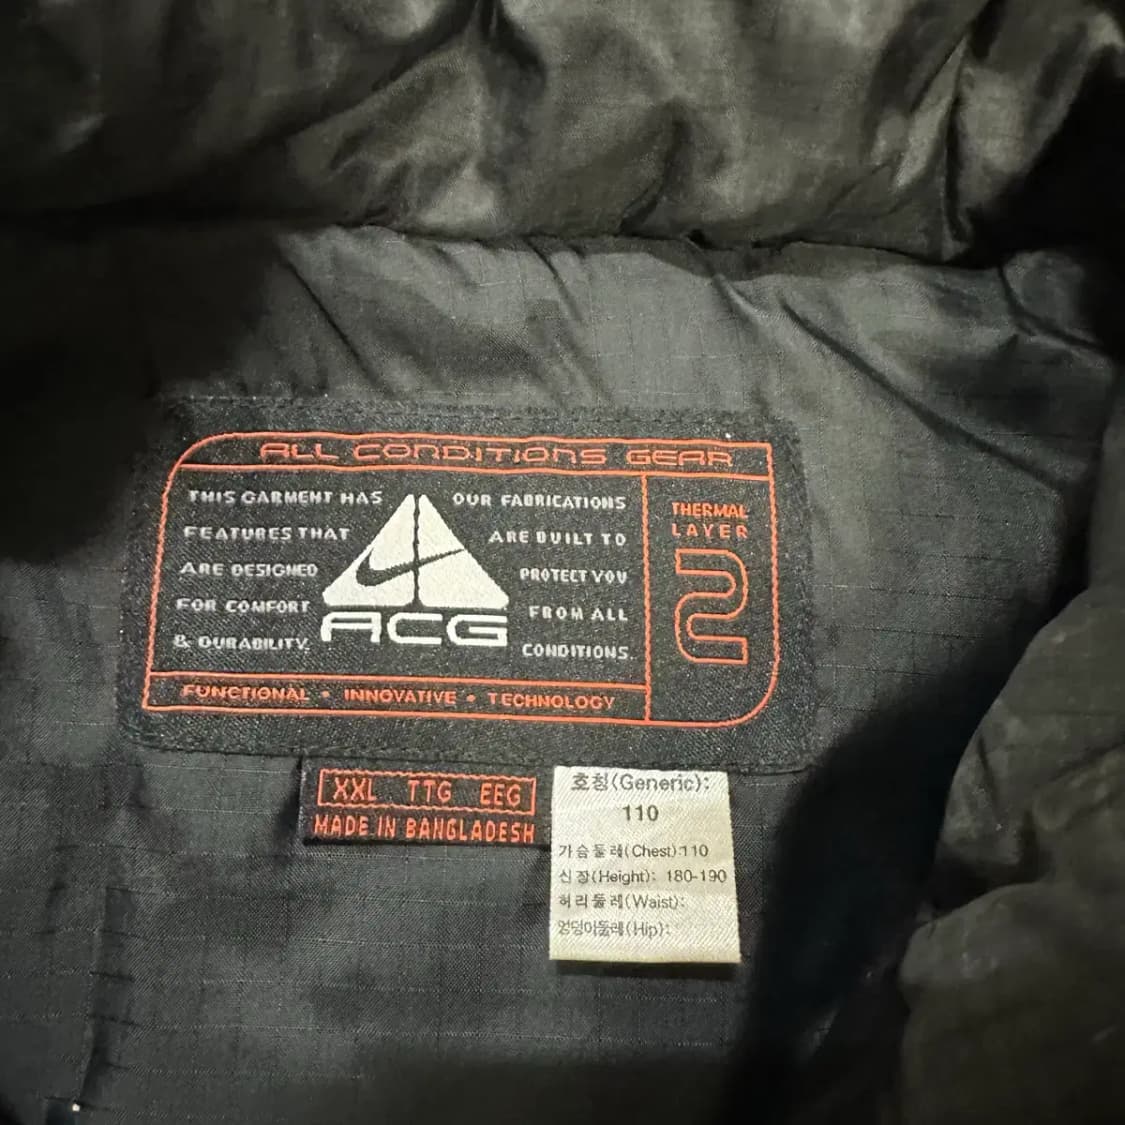 ALL CONDITIONS GEAR
THIS GARMENT HAS
FEATURES THAT
ARE DESIGNED
FOR COMFORT
& DURABILITY.
ACG
OUR FABRICATIONS
ARE BUILT TO
PROTECT YOU
FROM ALL
CONDITIONS.
THERMAL
LAYER
2
FUNCTIONAL • INNOVATIVE • TECHNOLOGY
XXL TTG EEG
MADE IN BANGLADESH
호칭(Generic):
110
가슴둘레(Chest):110
신장(Height): 180-190
허리둘레(Waist):
엉덩이둘레(Hip):